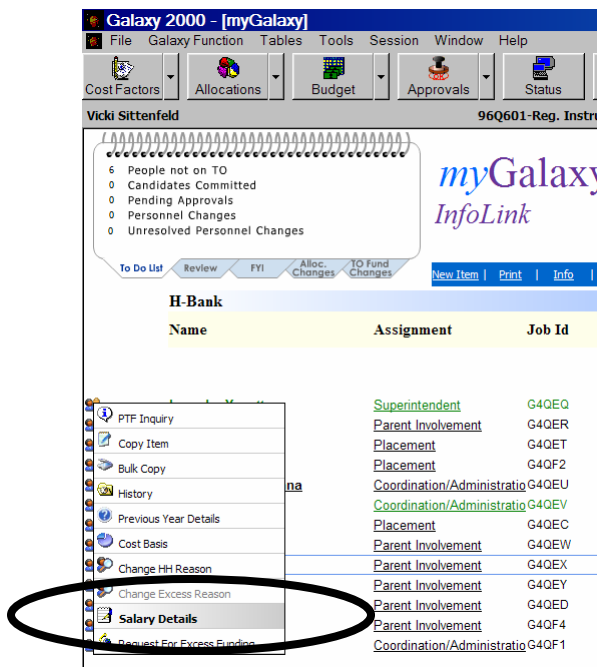 Galaxy 2000 - [myGalaxy]
File Galaxy Function Tables Tools Session Window Help
Cost Factors Allocations Budget Approvals Status
Vicki Sittenfeld 96Q601-Reg. Instru
6 People not on TO
0 Candidates Committed
0 Pending Approvals
0 Personnel Changes
0 Unresolved Personnel Changes
To Do List Review FYI Alloc. Changes TO Fund Changes
myGalaxy
InfoLink
New Item | Print | Info |
H-Bank
Name Assignment Job Id
Superintendent G4QEQ
PTF Inquiry Parent Involvement G4QER
Copy Item Placement G4QET
Bulk Copy Placement G4QF2
History na Coordination/Administratio G4QEU
Previous Year Details Coordination/Administratio G4QEV
Placement G4QEC
Cost Basis Parent Involvement G4QEW
Change HH Reason Parent Involvement G4QEX
Change Excess Reason Parent Involvement G4QEY
Salary Details Parent Involvement G4QED
Parent Involvement G4QF4
Request For Excess Funding Coordination/Administratio G4QF1